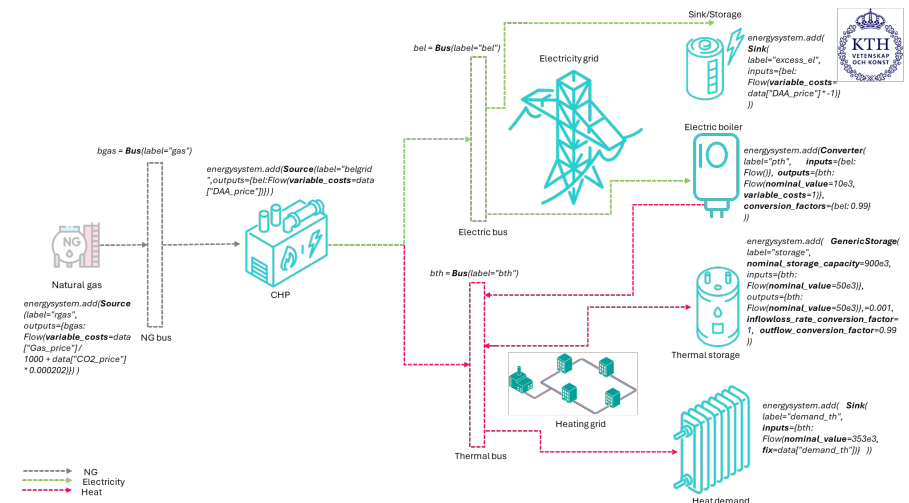 Sink/Storage
energysystem.add(
Sink(
label="excess_el",
inputs={bel:
Flow(variable_costs=
data["DAA_price"]*-1)}
))
KTH
VETENSKAP
OCH KONST
bel = Bus(label="bel")
Electricity grid
Electric boiler
energysystem.add(Converter(
label="pth", inputs={bel:
Flow()}, outputs={bth:
Flow(nominal_value=10e3,
variable_costs=1)},
conversion_factors={bel: 0.99}
))
bgas = Bus(label="gas")
energysystem.add(Source(label="belgrid
",outputs={bel:Flow(variable_costs=data
["DAA_price"])}) )
Electric bus
NG
Natural gas
CHP
bth = Bus(label="bth")
energysystem.add( GenericStorage(
label="storage",
nominal_storage_capacity=900e3,
inputs={bth:
Flow(nominal_value=50e3)},
outputs={bth:
Flow(nominal_value=50e3)},=0.001,
inflowloss_rate_conversion_factor=
1, outflow_conversion_factor=0.99
))
Thermal storage
energysystem.add(Source
(label="rgas",
outputs={bgas:
Flow(variable_costs=data
["Gas_price"]/
1000 + data["CO2_price"]
*0.000202)}) )
NG bus
Heating grid
Thermal bus
energysystem.add( Sink(
label="demand_th",
inputs={bth:
Flow(nominal_value=353e3,
fix=data["demand_th"])} ))
Heat demand
NG
Electricity
Heat